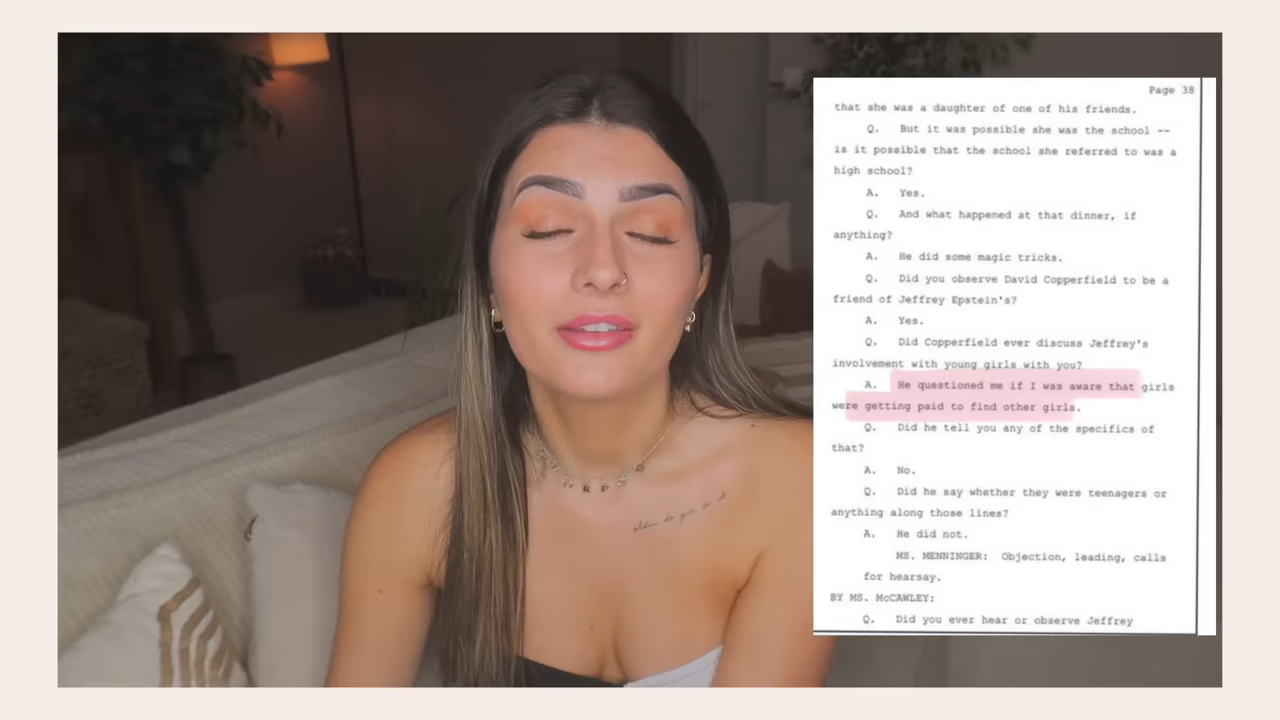 Page 38
that she was a daughter of one of his friends.
Q. But it was possible she was the school --
is it possible that the school she referred to was a
high school?
A. Yes.
Q. And what happened at that dinner, if
anything?
A. He did some magic tricks.
Q. Did you observe David Copperfield to be a
friend of Jeffrey Epstein's?
A. Yes.
Q. Did Copperfield ever discuss Jeffrey's
involvement with young girls with you?
A. He questioned me if I was aware that girls
were getting paid to find other girls.
Q. Did he tell you any of the specifics of
that?
A. No.
Q. Did he say whether they were teenagers or
anything along those lines?
A. He did not.
MS. MENNINGER: Objection, leading, calls
for hearsay.
BY MS. McCAWLEY:
Q. Did you ever hear or observe Jeffrey